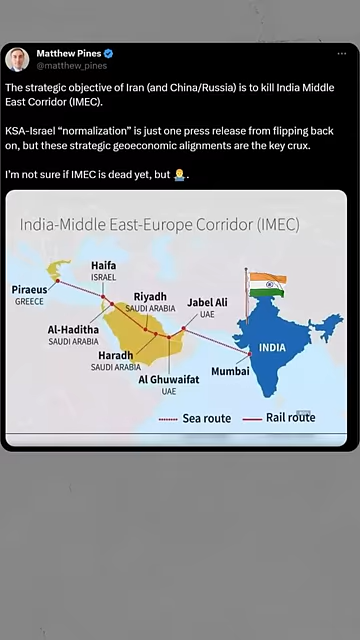 Matthew Pines
@matthew_pines
The strategic objective of Iran (and China/Russia) is to kill India Middle
East Corridor (IMEC).
KSA-Israel “normalization” is just one press release from flipping back
on, but these strategic geoeconomic alignments are the key crux.
I’m not sure if IMEC is dead yet, but 🤷‍♂️.
India-Middle East-Europe Corridor (IMEC)
Haifa
ISRAEL
Piraeus
GREECE
Riyadh
SAUDI ARABIA
Jabel Ali
UAE
Al-Haditha
SAUDI ARABIA
Haradh
SAUDI ARABIA
Al Ghuwaifat
UAE
Mumbai
INDIA
Sea route
Rail route